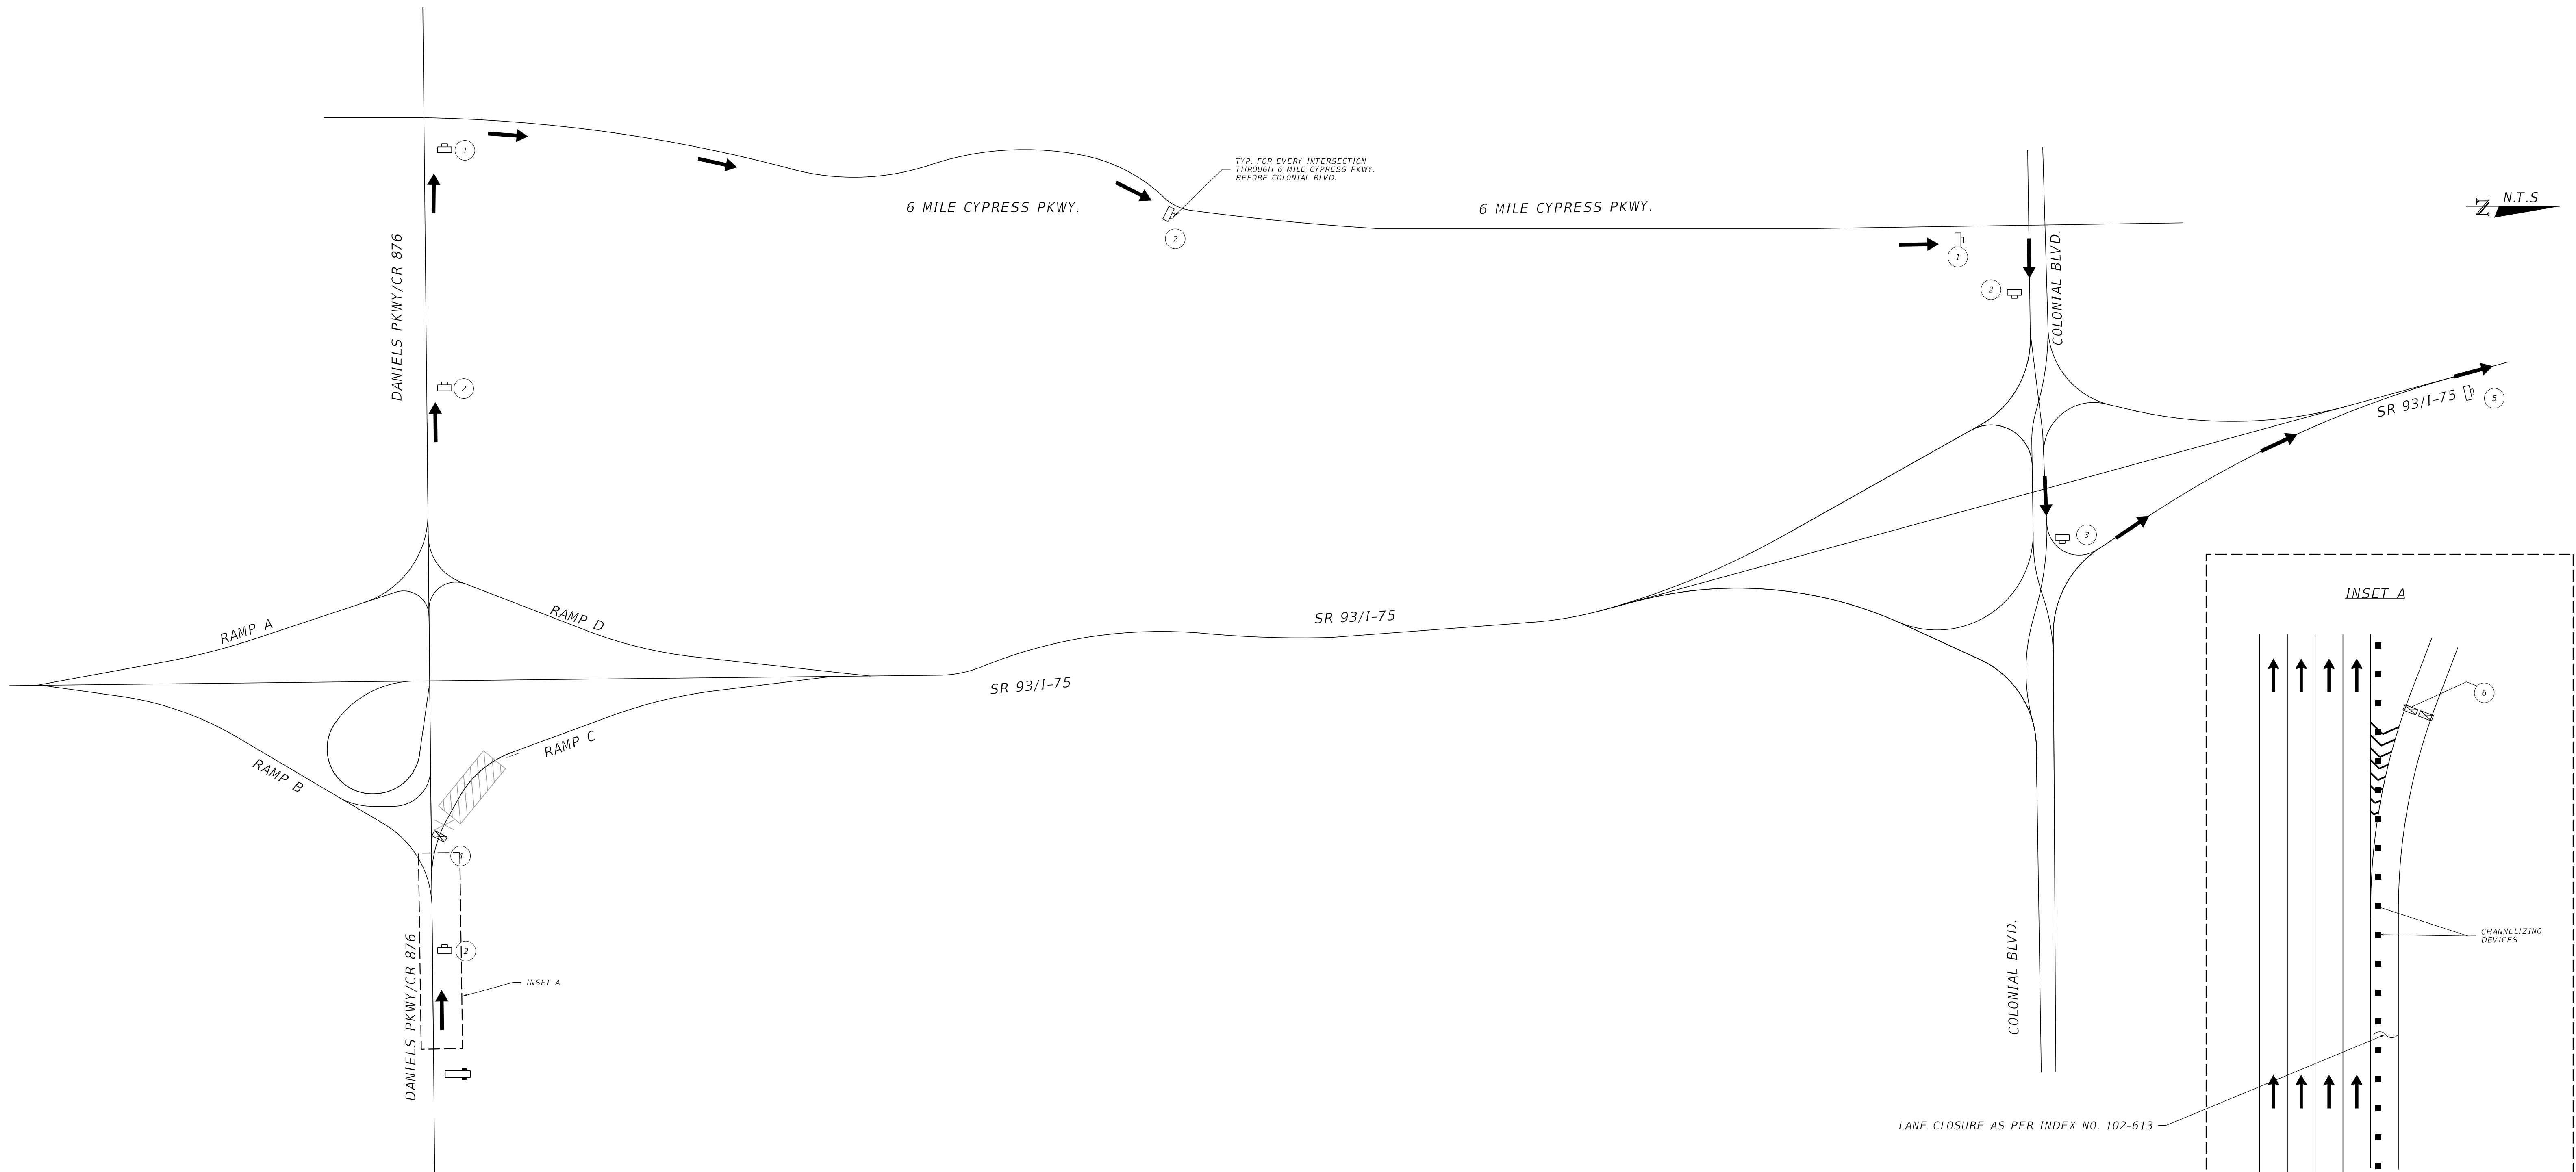 1
TYP. FOR EVERY INTERSECTION
THROUGH 6 MILE CYPRESS PKWY.
BEFORE COLONIAL BLVD.
6 MILE CYPRESS PKWY.
2
6 MILE CYPRESS PKWY.
1
2
COLONIAL BLVD.
N.T.S
N
DANIELS PKWY/CR 876
2
SR 93/I-75
5
3
RAMP A
RAMP D
SR 93/I-75
SR 93/I-75
RAMP B
RAMP C
4
DANIELS PKWY/CR 876
2
INSET A
COLONIAL BLVD.
INSET A
6
CHANNELIZING
DEVICES
LANE CLOSURE AS PER INDEX NO. 102-613